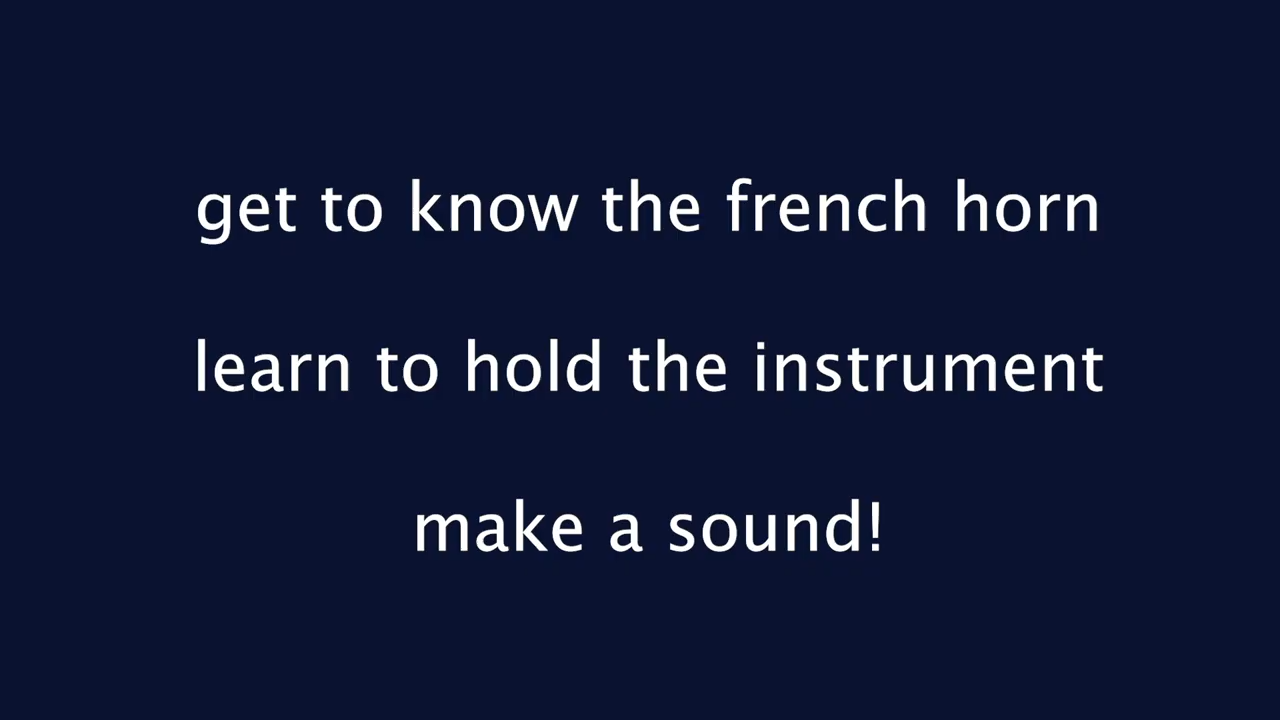 get to know the french horn
learn to hold the instrument
make a sound!